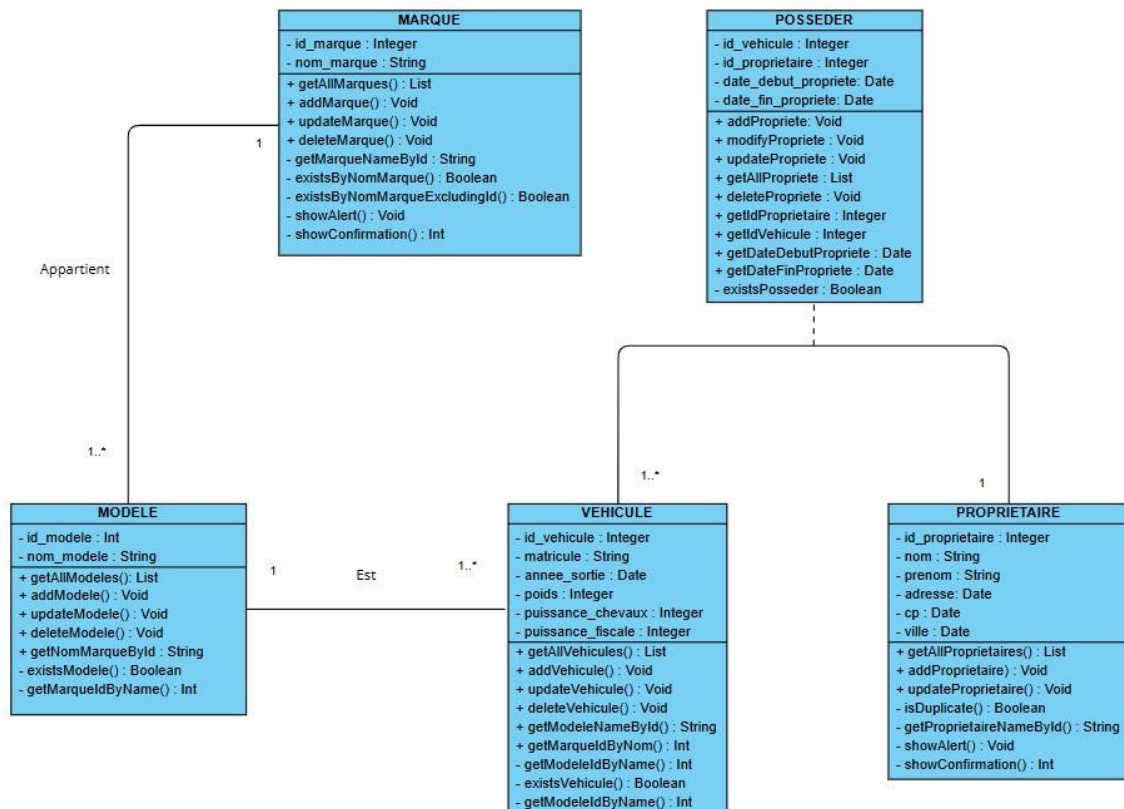 MARQUE
- id_marque : Integer
- nom_marque : String
+ getAllMarques() : List
+ addMarque() : Void
+ updateMarque() : Void
+ deleteMarque() : Void
- getMarqueNameById : String
- existsByNomMarque() : Boolean
- existsByNomMarqueExcludingId() : Boolean
- showAlert() : Void
- showConfirmation() : Int
POSSEDER
- id_vehicule : Integer
- id_proprietaire : Integer
- date_debut_propriete: Date
- date_fin_propriete: Date
+ addPropriete: Void
+ modifyPropriete : Void
+ updatePropriete : Void
+ getAllPropriete : List
+ deletePropriete : Void
+ getIdProprietaire : Integer
+ getIdVehicule : Integer
+ getDateDebutPropriete : Date
+ getDateFinPropriete : Date
- existsPosseder : Boolean
1
Appartient
1..*
1..*
1
MODELE
- id_modele : Int
- nom_modele : String
+ getAllModeles(): List
+ addModele() : Void
+ updateModele() : Void
+ deleteModele() : Void
+ getNomMarqueById : String
- existsModele() : Boolean
- getMarqueIdByName() : Int
1
Est
1..*
VEHICULE
- id_vehicule : Integer
- matricule : String
- annee_sortie : Date
- poids : Integer
- puissance_chevaux : Integer
- puissance_fiscale : Integer
+ getAllVehicules() : List
+ addVehicule() : Void
+ updateVehicule() : Void
+ deleteVehicule() : Void
+ getModeleNameById() : String
+ getMarqueIdByNom() : Int
- getModeleIdByName() : Int
- existsVehicule() : Boolean
- getModeleIdByName() : Int
PROPRIETAIRE
- id_proprietaire : Integer
- nom : String
- prenom : String
- adresse: Date
- cp : Date
- ville : Date
+ getAllProprietaires() : List
+ addProprietaire) : Void
+ updateProprietaire() : Void
- isDuplicate() : Boolean
- getProprietaireNameById : String
- showAlert() : Void
- showConfirmation() : Int